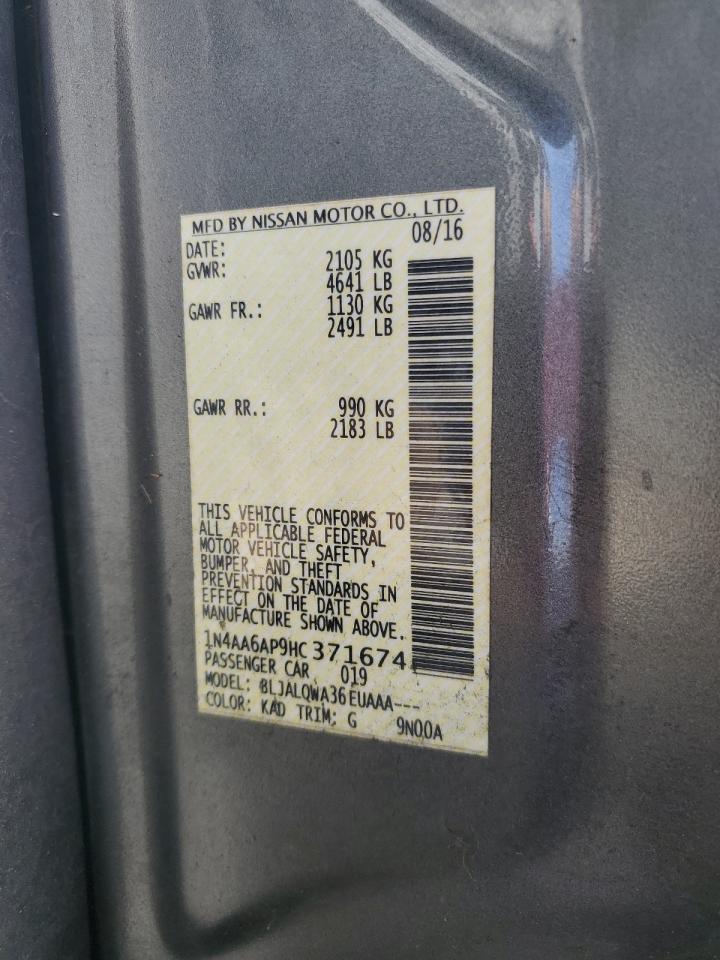 MFD BY NISSAN MOTOR CO., LTD.
DATE: 08/16
GVWR: 2105 KG
4641 LB
GAWR FR.: 1130 KG
2491 LB
GAWR RR.: 990 KG
2183 LB
THIS VEHICLE CONFORMS TO
ALL APPLICABLE FEDERAL
MOTOR VEHICLE SAFETY,
BUMPER, AND THEFT
PREVENTION STANDARDS IN
EFFECT ON THE DATE OF
MANUFACTURE SHOWN ABOVE.
1N4AA6AP9HC371674
PASSENGER CAR 019
MODEL: BLJALQWA36EUAAA---
COLOR: KAD TRIM: G 9N00A